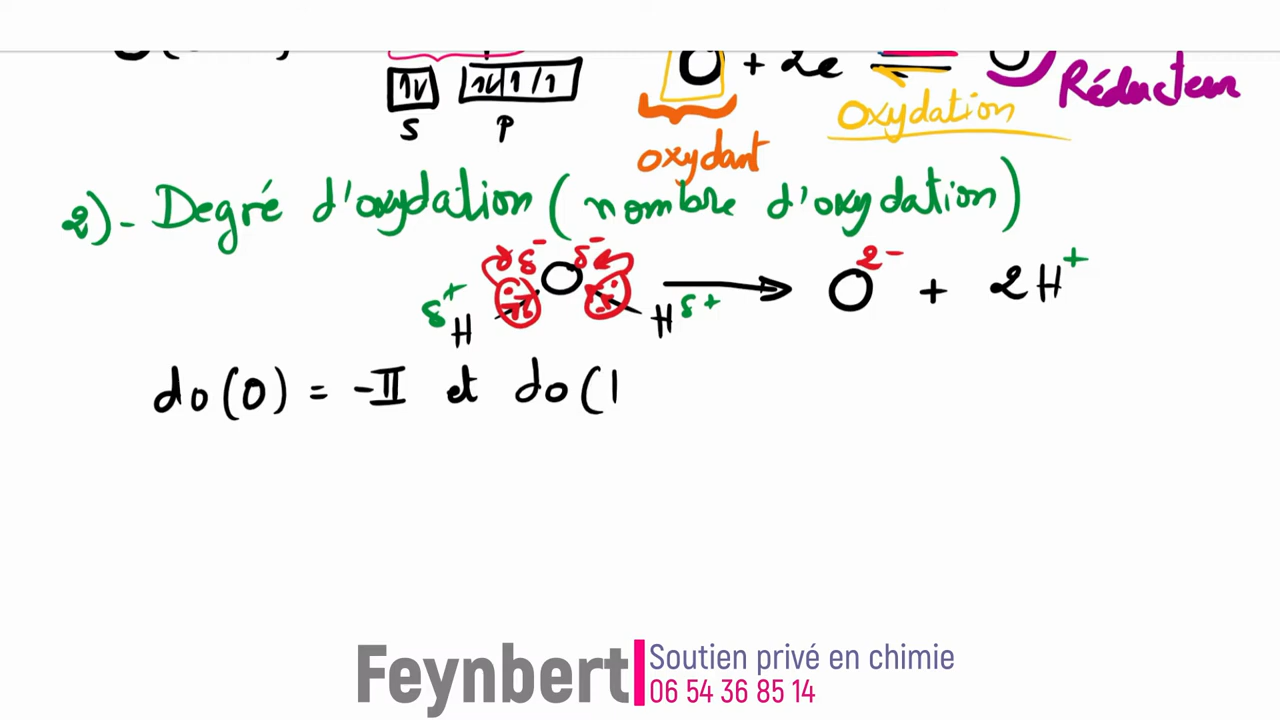 O + 2e
Réducteur
Oxydation
S P
oxydant
2)- Degré d'oxydation (nombre d'oxydation)
δ- δ-
O → O2- + 2H+
δ+ H H δ+
do(O) = -II et do(
Feynbert
Soutien privé en chimie
06 54 36 85 14